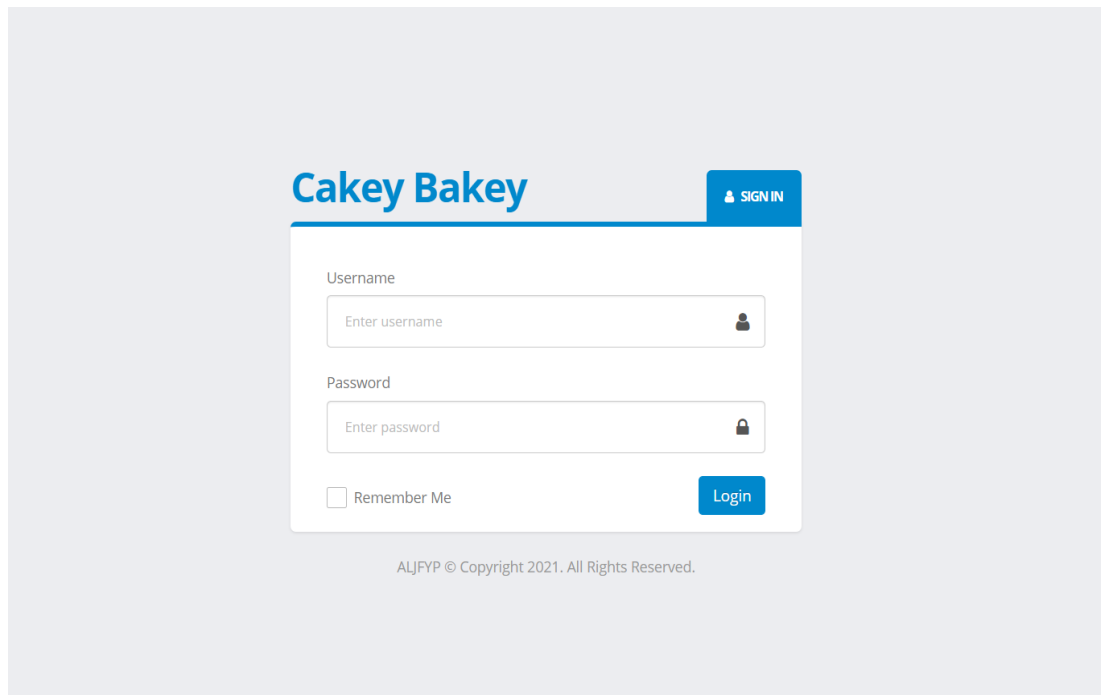 Cakey Bakey
SIGN IN
Username
Enter username
Password
Enter password
Remember Me
Login
ALJFYP © Copyright 2021. All Rights Reserved.